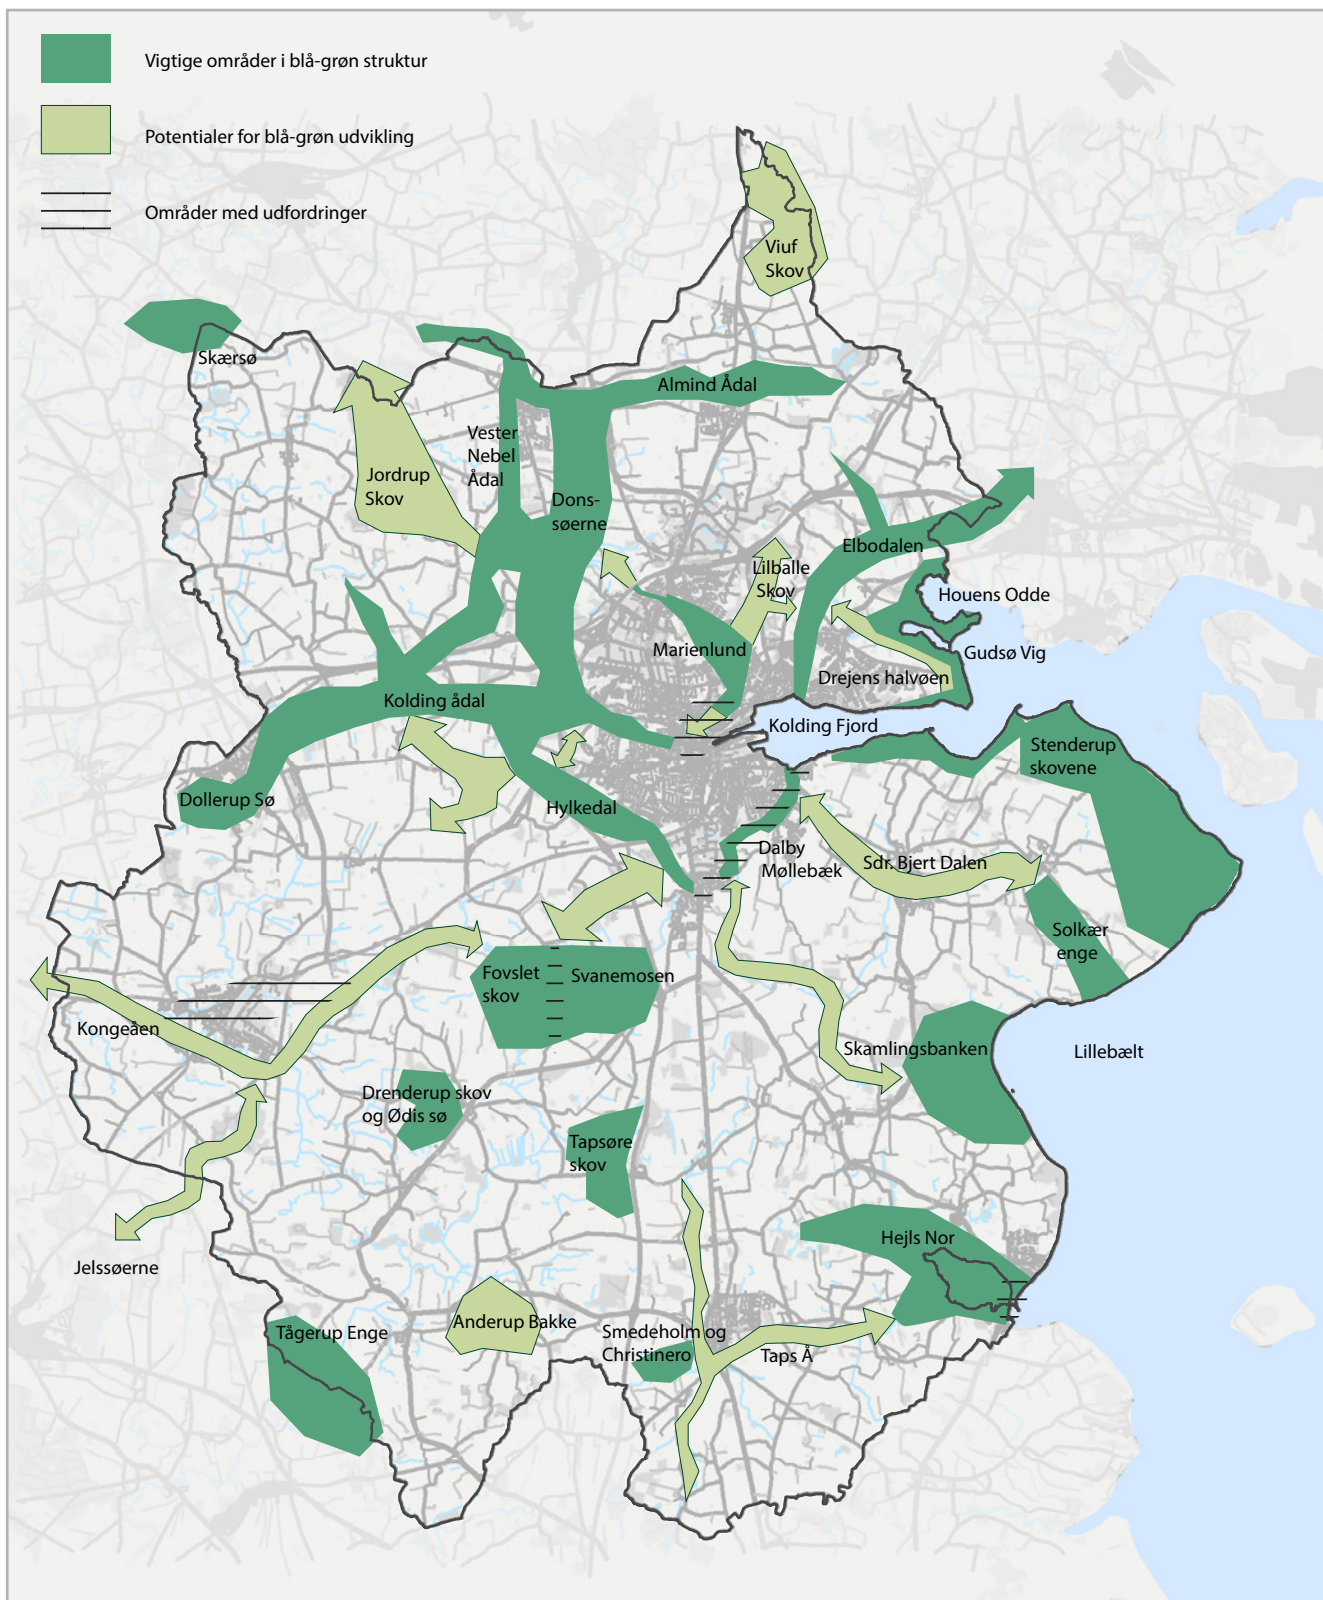 Vigtige områder i blå-grøn struktur
Potentialer for blå-grøn udvikling
Områder med udfordringer
Viuf
Skov
Skærsø
Almind Ådal
Vester
Nebel
Ådal
Jordrup
Skov
Dons-
søerne
Elbodalen
Lilballe
Skov
Houens Odde
Marienlund
Gudsø Vig
Drejens halvøen
Kolding ådal
Kolding Fjord
Stenderup
skovene
Dollerup Sø
Hylkedal
Dalby
Møllebæk
Sdr. Bjert Dalen
Solkær
enge
Fovslet
skov
Svanemosen
Kongeåen
Skamlingsbanken
Lillebælt
Drenderup skov
og Ødis sø
Tapsøre
skov
Hejls Nor
Jelssøerne
Anderup Bakke
Tågerup Enge
Smedeholm og
Christinero
Taps Å